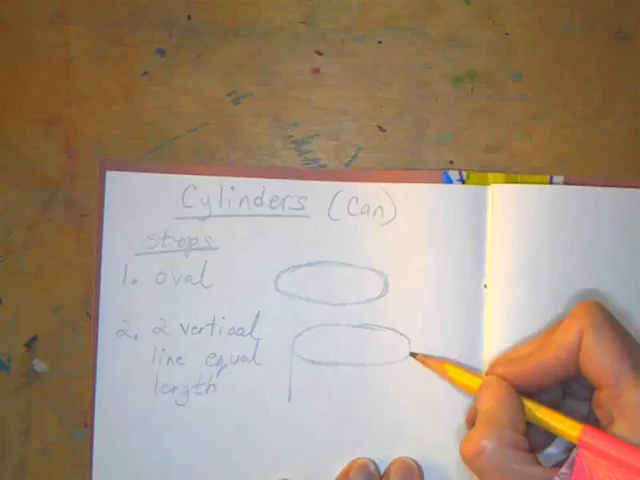 Cylinders (Can)
steps
1. oval
2. 2 vertical
line equal
length